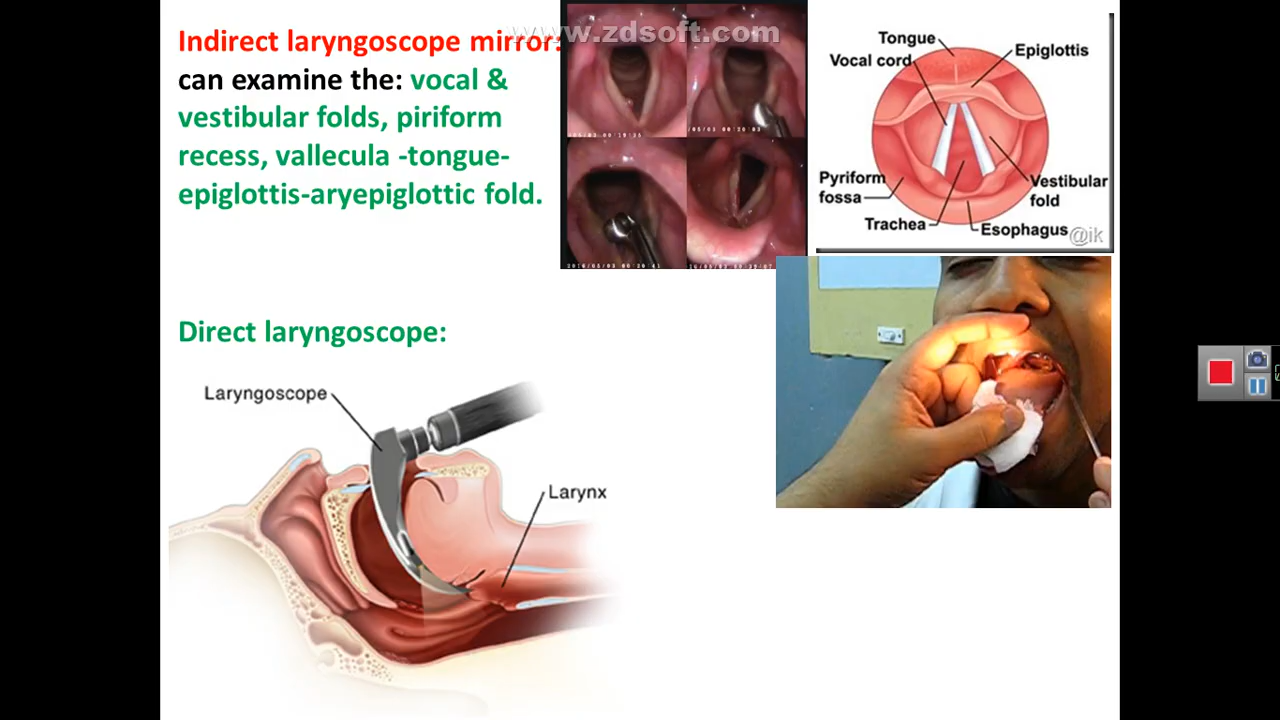 www.zdsoft.com
Indirect laryngoscope mirror:
can examine the: vocal &
vestibular folds, piriform
recess, vallecula -tongue-
epiglottis-aryepiglottic fold.
Tongue
Vocal cord
Epiglottis
Pyriform
fossa
Vestibular
fold
Trachea
Esophagus
@ik
Direct laryngoscope:
Laryngoscope
Larynx